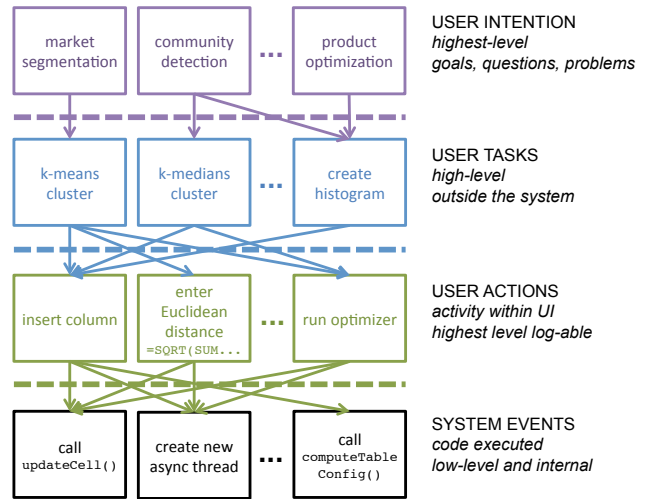 market
segmentation
community
detection
...
product
optimization
USER INTENTION
highest-level
goals, questions, problems
k-means
cluster
k-medians
cluster
...
create
histogram
USER TASKS
high-level
outside the system
insert column
enter
Euclidean
distance
=SQRT(SUM...
...
run optimizer
USER ACTIONS
activity within UI
highest level log-able
call
updateCell()
create new
async thread
...
call
computeTable
Config()
SYSTEM EVENTS
code executed
low-level and internal